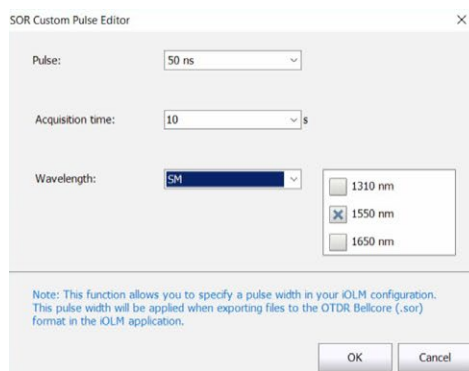 SOR Custom Pulse Editor
Pulse: 50 ns
Acquisition time: 10 s
Wavelength: SM
1310 nm
1550 nm
1650 nm
Note: This function allows you to specify a pulse width in your iOLM configuration.
This pulse width will be applied when exporting files to the OTDR Bellcore (.sor)
format in the iOLM application.
OK Cancel